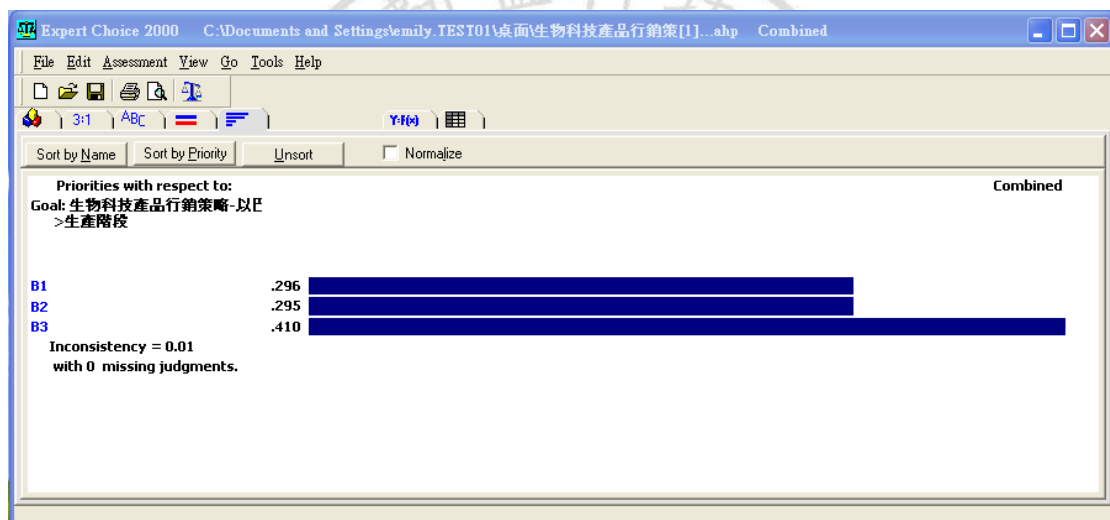 Expert Choice 2000 C:\Documents and Settings\emily.TEST01\桌面\生物科技產品行銷策[1]...ahp Combined
File Edit Assessment View Go Tools Help
3:1 ABC Y:F(x)
Sort by Name Sort by Priority Unsort Normalize
Priorities with respect to: Combined
Goal: 生物科技產品行銷策略-以巴
>生產階段
B1 .296
B2 .295
B3 .410
Inconsistency = 0.01
with 0 missing judgments.